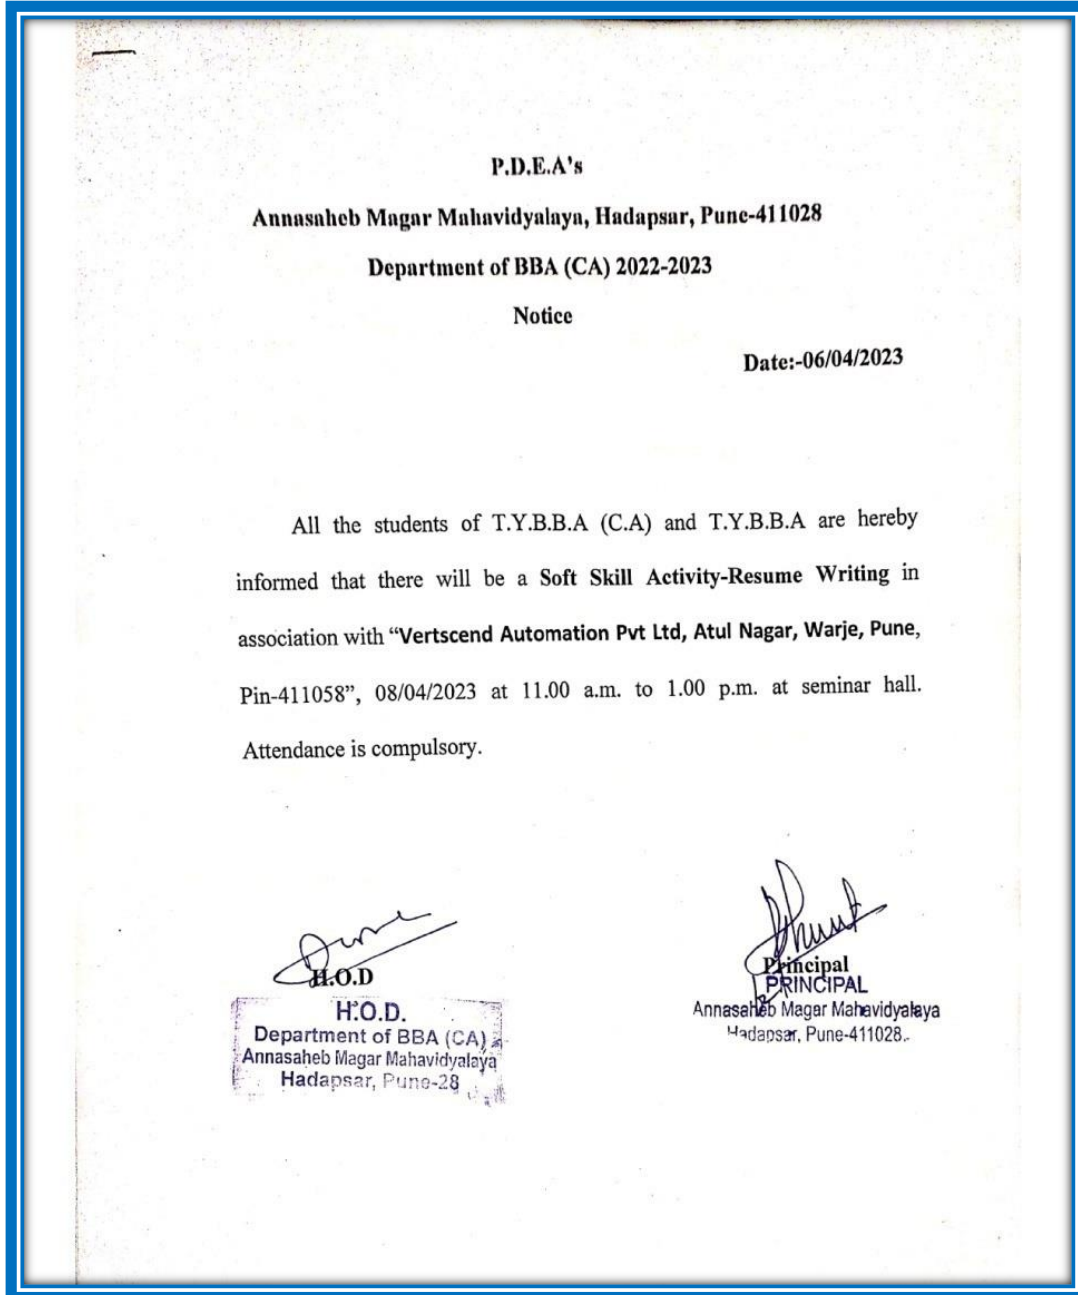 P.D.E.A's
Annasaheb Magar Mahavidyalaya, Hadapsar, Pune-411028
Department of BBA (CA) 2022-2023
Notice
Date:-06/04/2023
All the students of T.Y.B.B.A (C.A) and T.Y.B.B.A are hereby
informed that there will be a Soft Skill Activity-Resume Writing in
association with “Vertscend Automation Pvt Ltd, Atul Nagar, Warje, Pune,
Pin-411058”, 08/04/2023 at 11.00 a.m. to 1.00 p.m. at seminar hall.
Attendance is compulsory.
H.O.D
H.O.D.
Department of BBA (CA)
Annasaheb Magar Mahavidyalaya
Hadapsar, Pune-28
Principal
PRINCIPAL
Annasaheb Magar Mahavidyalaya
Hadapsar, Pune-411028.